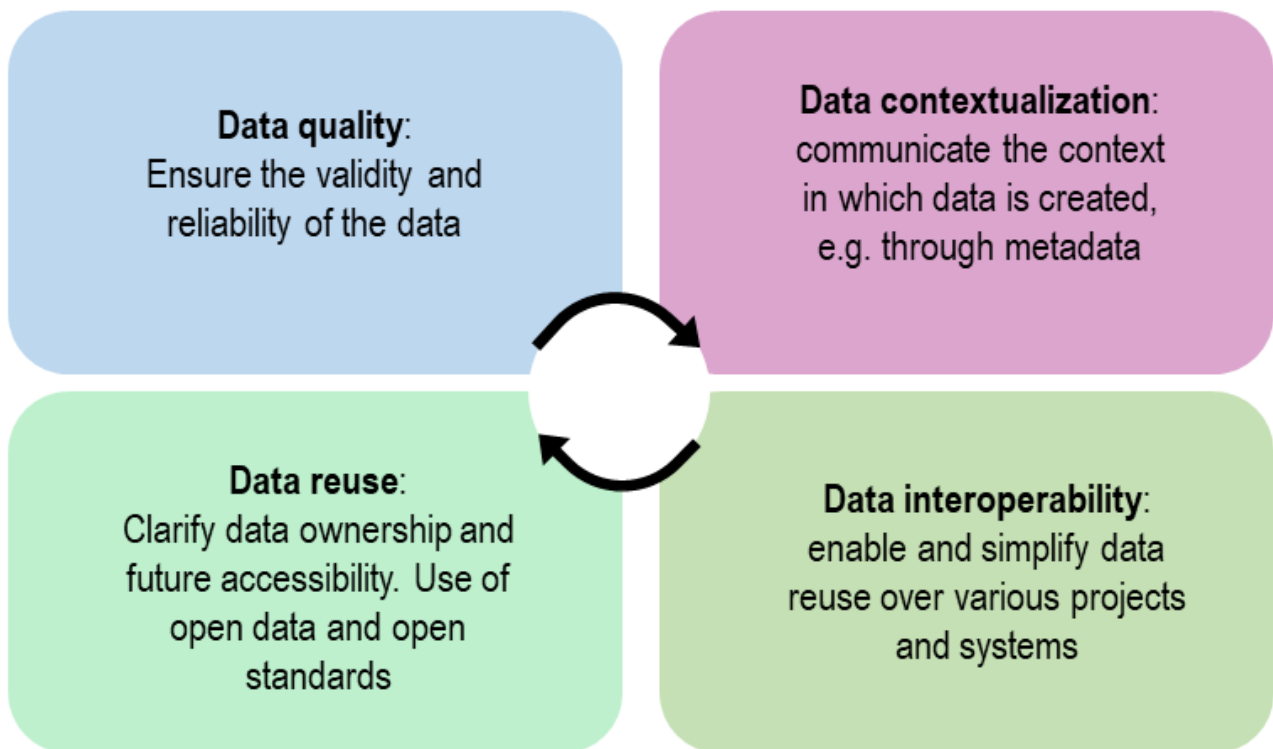 Data quality:
Ensure the validity and
reliability of the data
Data contextualization:
communicate the context
in which data is created,
e.g. through metadata
Data reuse:
Clarify data ownership and
future accessibility. Use of
open data and open
standards
Data interoperability:
enable and simplify data
reuse over various projects
and systems